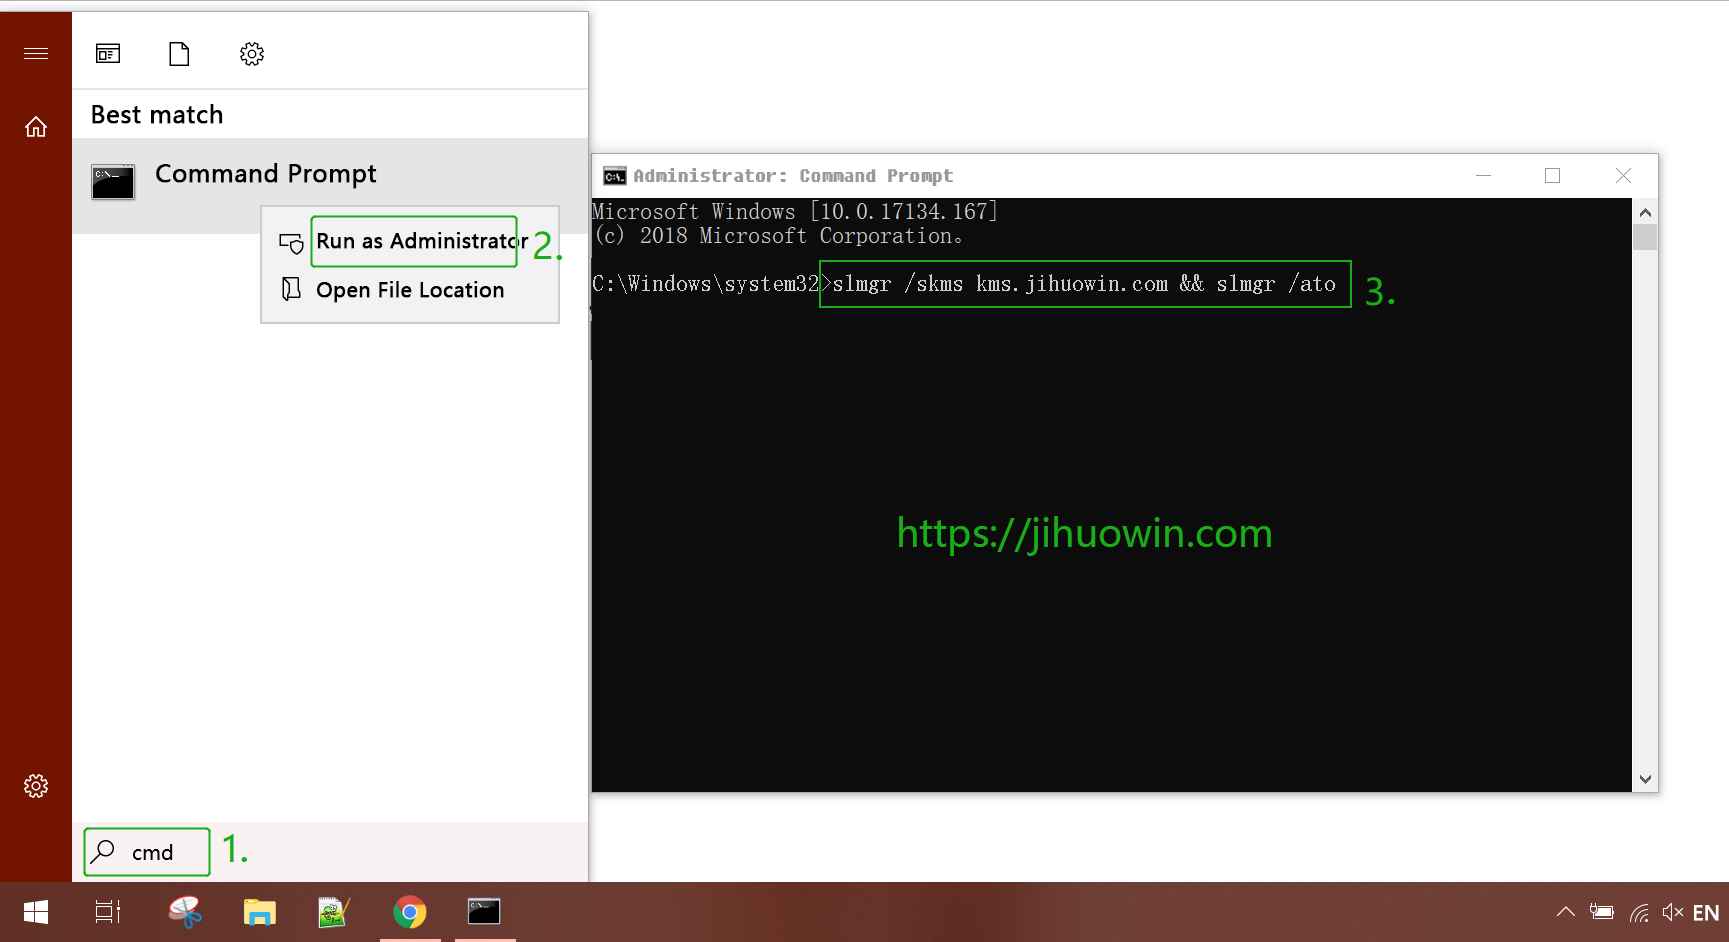 Best match
Command Prompt
Run as Administrator
2.
Open File Location
cmd
1.
Administrator: Command Prompt
Microsoft Windows [10.0.17134.167]
(c) 2018 Microsoft Corporation。
C:\Windows\system32>slmgr /skms kms.jihuowin.com && slmgr /ato
3.
https://jihuowin.com
EN